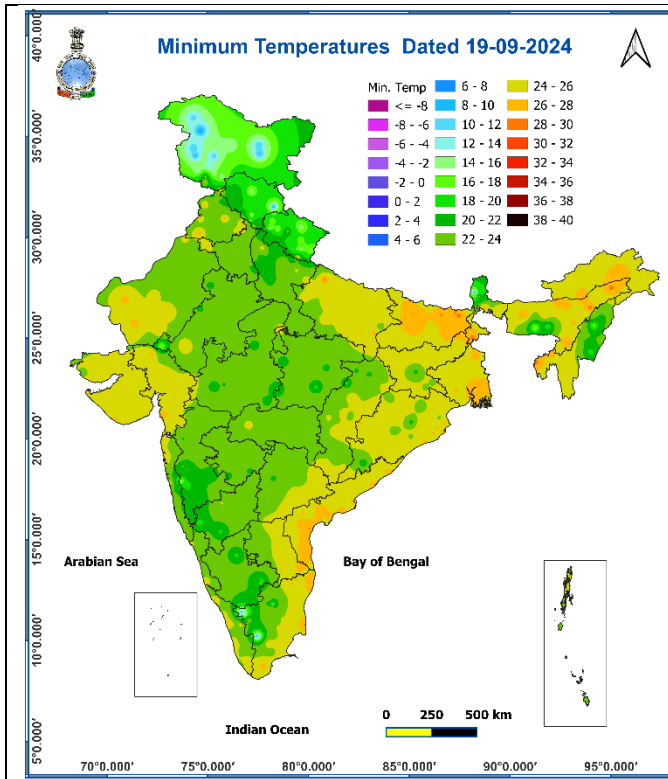 Minimum Temperatures Dated 19-09-2024
Min. Temp
<= -8
-8 - -6
-6 - -4
-4 - -2
-2 - 0
0 - 2
2 - 4
4 - 6
6 - 8
8 - 10
10 - 12
12 - 14
14 - 16
16 - 18
18 - 20
20 - 22
22 - 24
24 - 26
26 - 28
28 - 30
30 - 32
32 - 34
34 - 36
36 - 38
38 - 40
40°0.000'
35°0.000'
30°0.000'
25°0.000'
20°0.000'
15°0.000'
10°0.000'
5°0.000'
Arabian Sea
Bay of Bengal
Indian Ocean
0 250 500 km
70°0.000' 75°0.000' 80°0.000' 85°0.000' 90°0.000' 95°0.000'